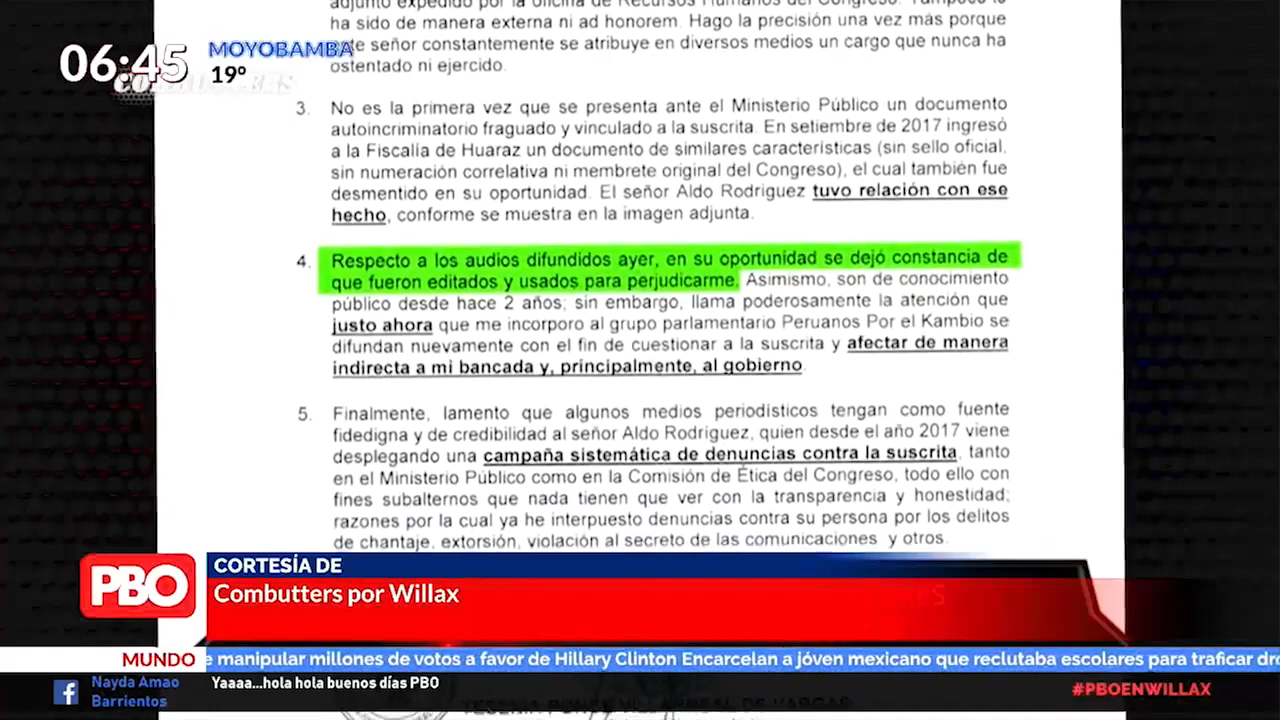 adjunto expedido por la oficina de Recursos Humanos del Congreso. Tampoco lo
ha sido de manera externa ni ad honorem. Hago la precisión una vez más porque
señor constantemente se atribuye en diversos medios un cargo que nunca ha
ostentado ni ejercido.
06:45
MOYOBAMBA
19º
3. No es la primera vez que se presenta ante el Ministerio Público un documento
autoincriminatorio fraguado y vinculado a la suscrita. En setiembre de 2017 ingresó
a la Fiscalía de Huaraz un documento de similares características (sin sello oficial,
sin numeración correlativa ni membrete original del Congreso), el cual también fue
desmentido en su oportunidad. El señor Aldo Rodriguez tuvo relación con ese
hecho, conforme se muestra en la imagen adjunta.
4. Respecto a los audios difundidos ayer, en su oportunidad se dejó constancia de
que fueron editados y usados para perjudicarme. Asimismo, son de conocimiento
público desde hace 2 años; sin embargo, llama poderosamente la atención que
justo ahora que me incorporo al grupo parlamentario Peruanos Por el Kambio se
difundan nuevamente con el fin de cuestionar a la suscrita y afectar de manera
indirecta a mi bancada y, principalmente, al gobierno.
5. Finalmente, lamento que algunos medios periodísticos tengan como fuente
fidedigna y de credibilidad al señor Aldo Rodriguez, quien desde el año 2017 viene
desplegando una campaña sistemática de denuncias contra la suscrita, tanto
en el Ministerio Público como en la Comisión de Ética del Congreso, todo ello con
fines subalternos que nada tienen que ver con la transparencia y honestidad;
razones por la cual ya he interpuesto denuncias contra su persona por los delitos
de chantaje, extorsión, violación al secreto de las comunicaciones y otros.
PBO
CORTESÍA DE
Combutters por Willax
MUNDO
e manipular millones de votos a favor de Hillary Clinton Encarcelan a jóven mexicano que reclutaba escolares para traficar dro
Nayda Amao
Barrientos
Yaaaa...hola hola buenos días PBO
#PBOENWILLAX